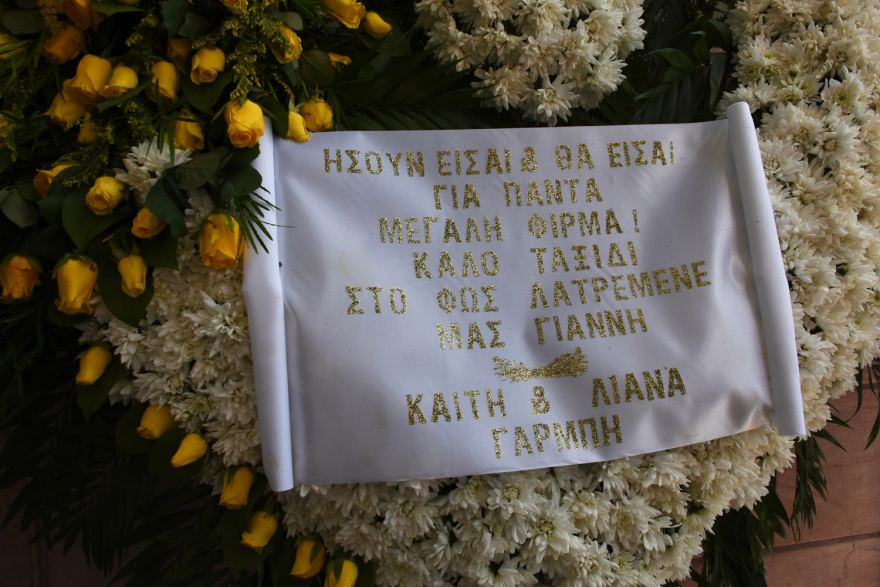 ΗΣΟΥΝ ΕΙΣΑΙ & ΘΑ ΕΙΣΑΙ
ΓΙΑ ΠΑΝΤΑ
ΜΕΓΑΛΗ ΦΙΡΜΑ!
ΚΑΛΟ ΤΑΞΙΔΙ
ΣΤΟ ΦΩΣ ΛΑΤΡΕΜΕΝΕ
ΜΑΣ ΓΙΑΝΝΗ
ΚΑΙΤΗ & ΛΙΑΝΑ
ΓΑΡΜΠΗ